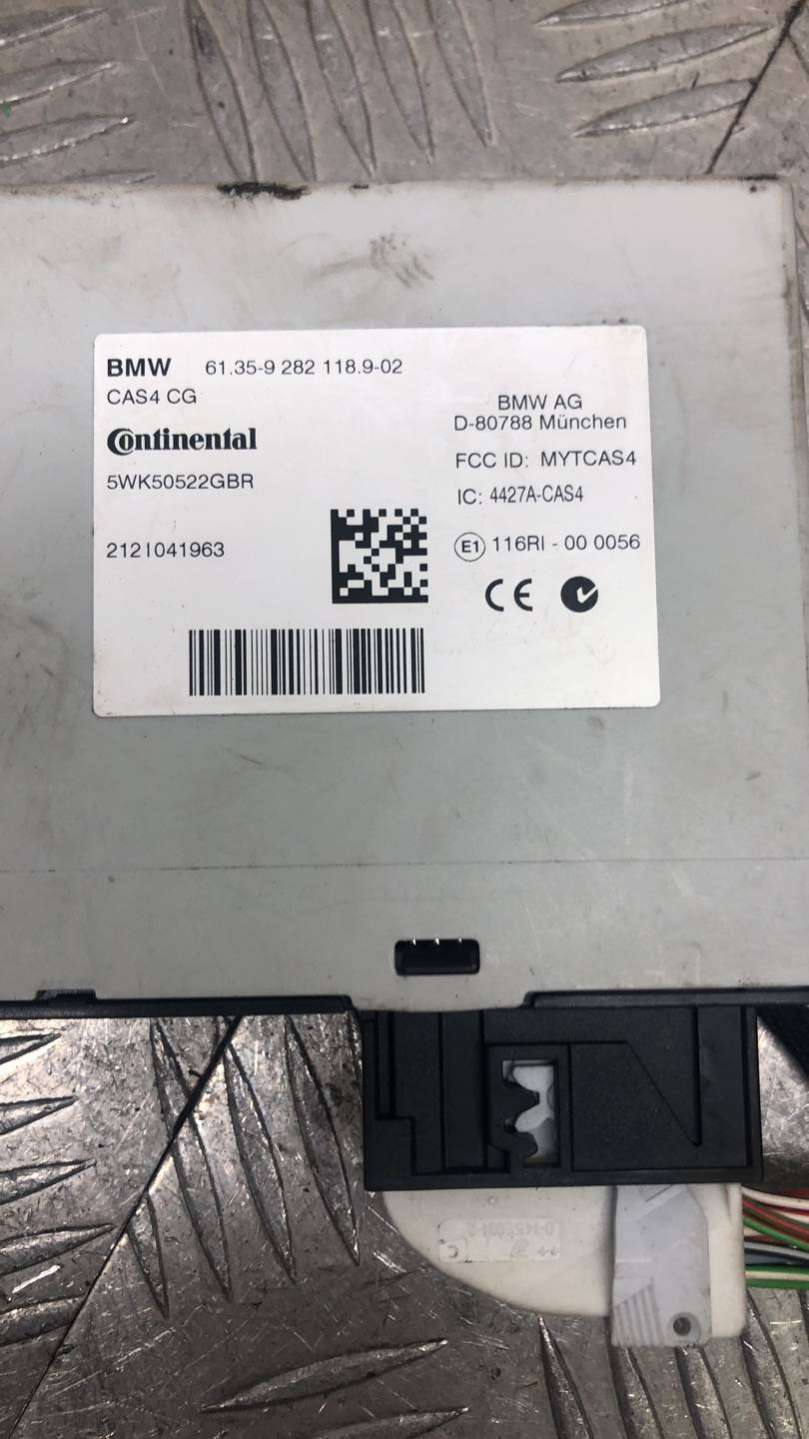 BMW 61.35-9 282 118.9-02
CAS4 CG
Continental
5WK50522GBR
2121041963
BMW AG
D-80788 München
FCC ID: MYTCAS4
IC: 4427A-CAS4
E1 116RI - 00 0056
CE